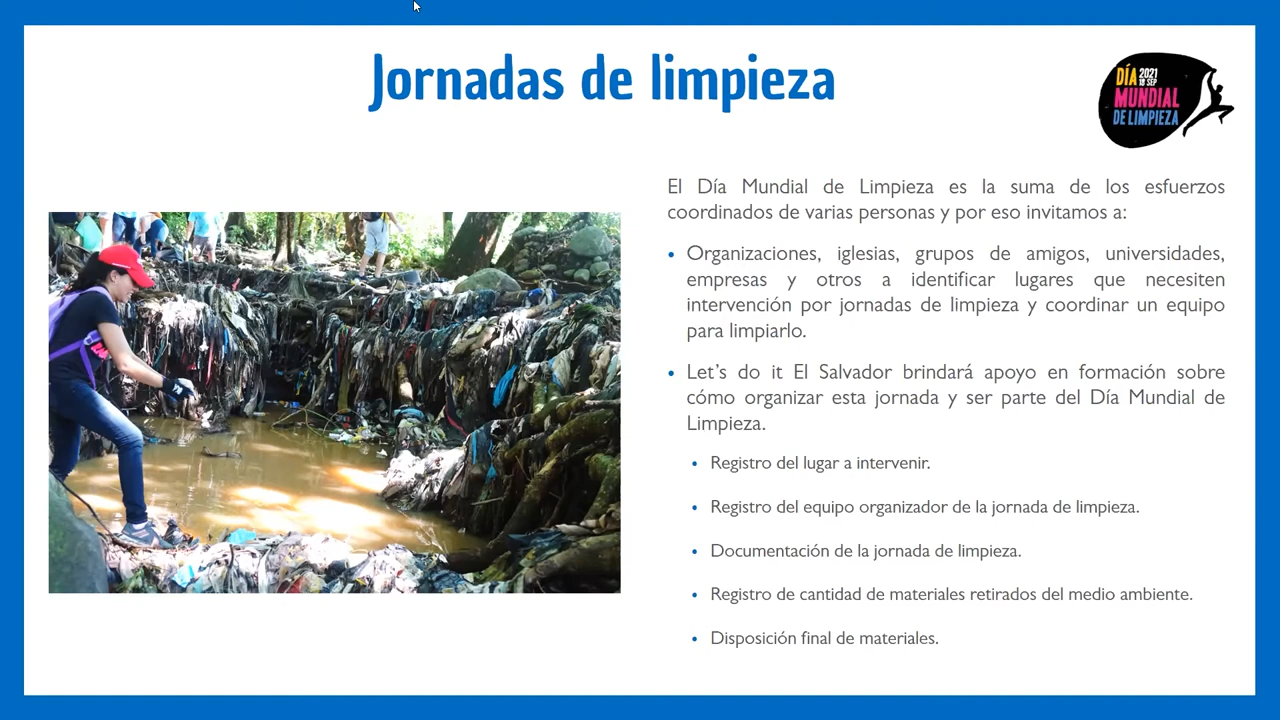 Jornadas de limpieza
DÍA 2021
18 SEP
MUNDIAL
DE LIMPIEZA
El Día Mundial de Limpieza es la suma de los esfuerzos
coordinados de varias personas y por eso invitamos a:
• Organizaciones, iglesias, grupos de amigos, universidades,
empresas y otros a identificar lugares que necesiten
intervención por jornadas de limpieza y coordinar un equipo
para limpiarlo.
• Let’s do it El Salvador brindará apoyo en formación sobre
cómo organizar esta jornada y ser parte del Día Mundial de
Limpieza.
• Registro del lugar a intervenir.
• Registro del equipo organizador de la jornada de limpieza.
• Documentación de la jornada de limpieza.
• Registro de cantidad de materiales retirados del medio ambiente.
• Disposición final de materiales.